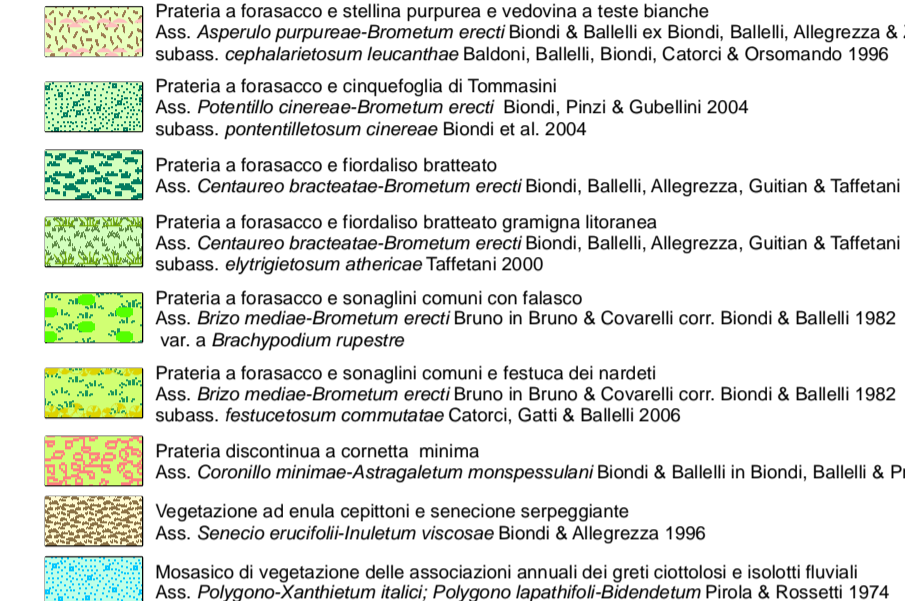 Prateria a forasacco e stellina purpurea e vedovina a teste bianche
Ass. Asperulo purpureae-Brometum erecti Biondi & Ballelli ex Biondi, Ballelli, Allegrezza &
subass. cephalarietosum leucanthae Baldoni, Ballelli, Biondi, Catorci & Orsomando 1996
Prateria a forasacco e cinquefoglia di Tommasini
Ass. Potentillo cinereae-Brometum erecti Biondi, Pinzi & Gubellini 2004
subass. pontentilletosum cinereae Biondi et al. 2004
Prateria a forasacco e fiordaliso bratteato
Ass. Centaureo bracteatae-Brometum erecti Biondi, Ballelli, Allegrezza, Guitian & Taffetani
Prateria a forasacco e fiordaliso bratteato gramigna litoranea
Ass. Centaureo bracteatae-Brometum erecti Biondi, Ballelli, Allegrezza, Guitian & Taffetani
subass. elytrigietosum athericae Taffetani 2000
Prateria a forasacco e sonaglini comuni con falasco
Ass. Brizo mediae-Brometum erecti Bruno in Bruno & Covarelli corr. Biondi & Ballelli 1982
var. a Brachypodium rupestre
Prateria a forasacco e sonaglini comuni e festuca dei nardeti
Ass. Brizo mediae-Brometum erecti Bruno in Bruno & Covarelli corr. Biondi & Ballelli 1982
subass. festucetosum commutatae Catorci, Gatti & Ballelli 2006
Prateria discontinua a cornetta minima
Ass. Coronillo minimae-Astragaletum monspessulani Biondi & Ballelli in Biondi, Ballelli &
Vegetazione ad enula cepittoni e senecione serpeggiante
Ass. Senecio erucifolii-Inuletum viscosae Biondi & Allegrezza 1996
Mosasico di vegetazione delle associazioni annuali dei greti ciottolosi e isolotti fluviali
Ass. Polygono-Xanthietum italici; Polygono lapathifoli-Bidendetum Pirola & Rossetti 1974